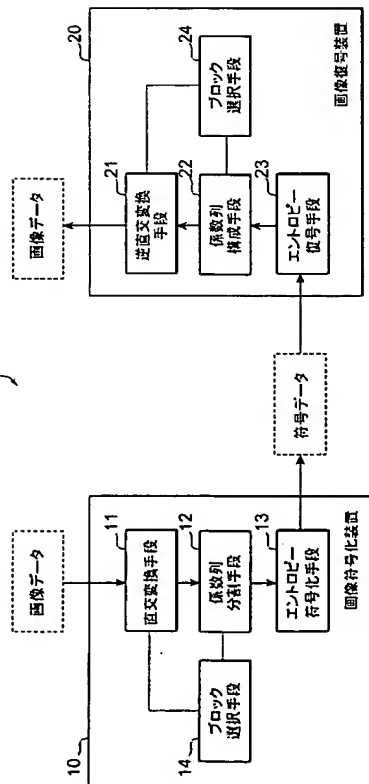 画像データ
10
11
直交変換手段
12
係数列
分割手段
13
エントロピー
符号化手段
14
ブロック
選択手段
画像符号化装置
符号データ
20
画像データ
21
逆直交変換
手段
22
係数列
構成手段
23
エントロピー
復号手段
24
ブロック
選択手段
画像復号装置